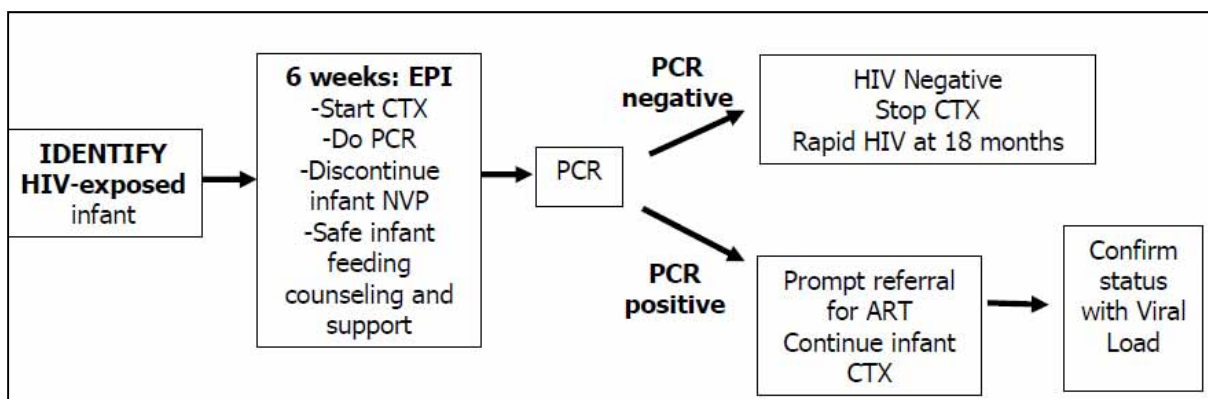 IDENTIFY
HIV-exposed
infant
6 weeks: EPI
-Start CTX
-Do PCR
-Discontinue
infant NVP
-Safe infant
feeding
counseling and
support
PCR
PCR
negative
HIV Negative
Stop CTX
Rapid HIV at 18 months
PCR
positive
Prompt referral
for ART
Continue infant
CTX
Confirm
status
with Viral
Load